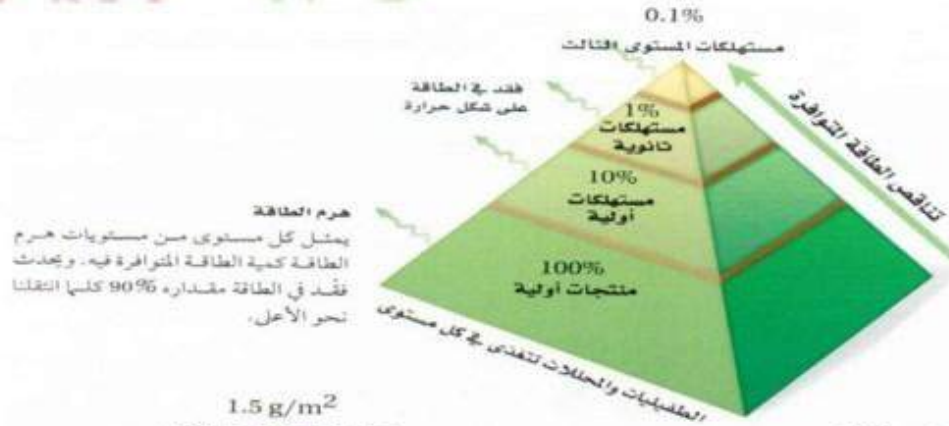 0.1%
مستهلكات المستوى الثالث
فقد في الطاقة
على شكل حرارة
تناقص الطاقة المتوافرة
1%
مستهلكات
ثانوية
10%
مستهلكات
أولية
هرم الطاقة
يمثل كل مستوى من مستويات هرم
الطاقة كمية الطاقة المتوافرة فيه. ويحدث
فقد في الطاقة مقداره %90 كلما انتقلنا
نحو الأعلى.
100%
منتجات أولية
الطفيليات والمحللات تتغذى في كل مستوى
1.5 g/m²